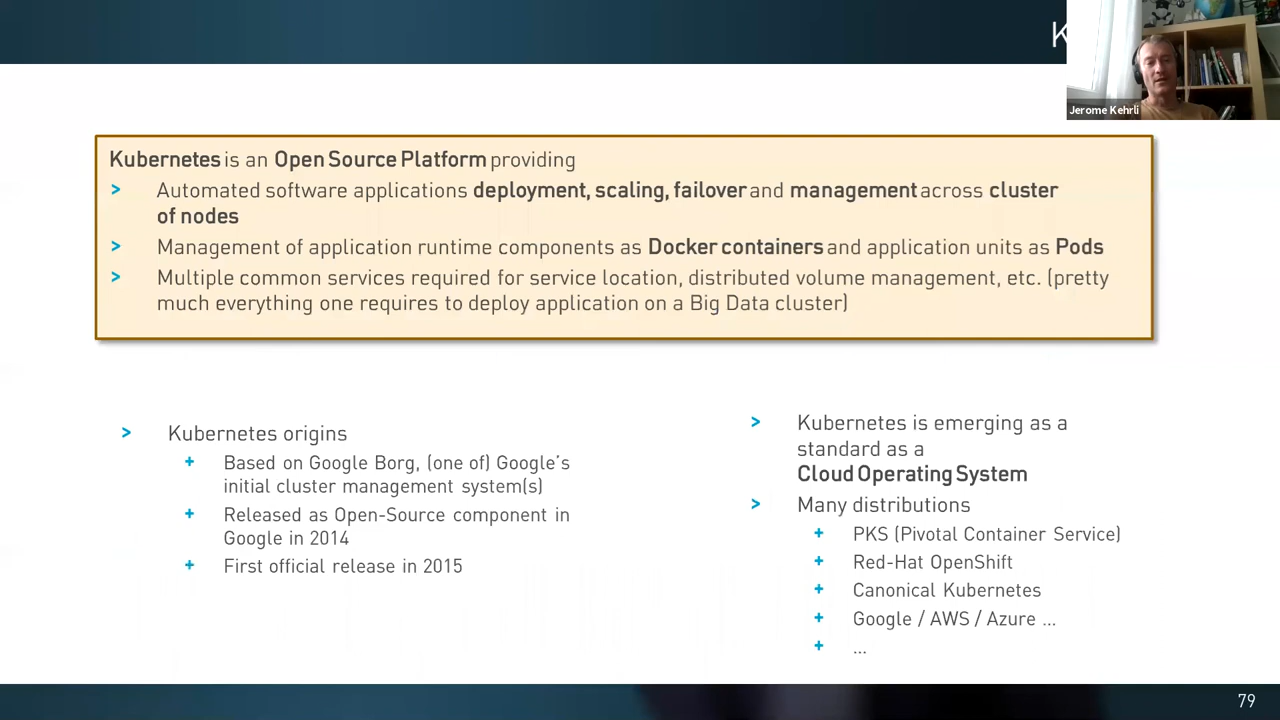 Jerome Kehrli
Kubernetes is an Open Source Platform providing
> Automated software applications deployment, scaling, failover and management across cluster
of nodes
> Management of application runtime components as Docker containers and application units as Pods
> Multiple common services required for service location, distributed volume management, etc. (pretty
much everything one requires to deploy application on a Big Data cluster)
> Kubernetes origins
+ Based on Google Borg, (one of) Google's
initial cluster management system(s)
+ Released as Open-Source component in
Google in 2014
+ First official release in 2015
> Kubernetes is emerging as a
standard as a
Cloud Operating System
> Many distributions
+ PKS (Pivotal Container Service)
+ Red-Hat OpenShift
+ Canonical Kubernetes
+ Google / AWS / Azure ...
+ ...
79